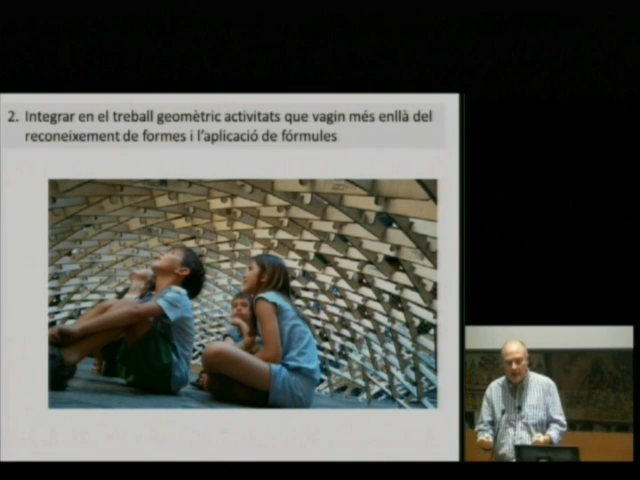 2. Integrar en el treball geomètric activitats que vagin més enllà del
reconeixement de formes i l'aplicació de fórmules